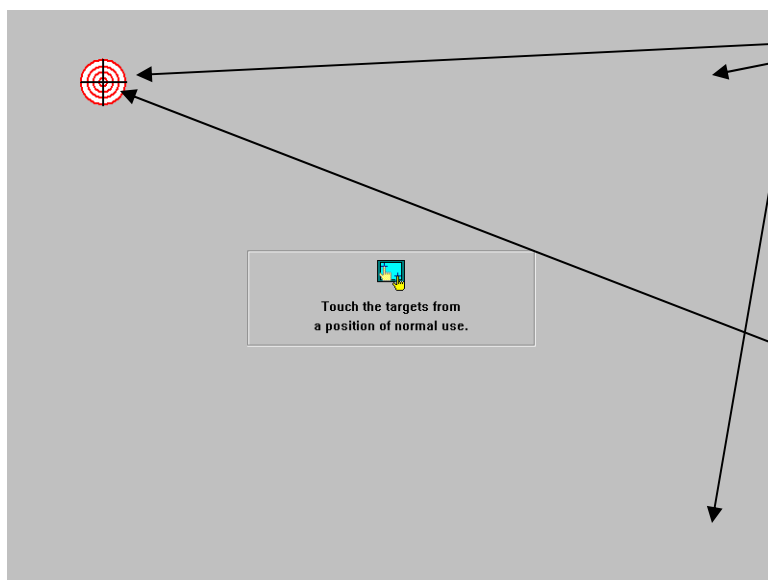 Touch the targets from
a position of normal use.